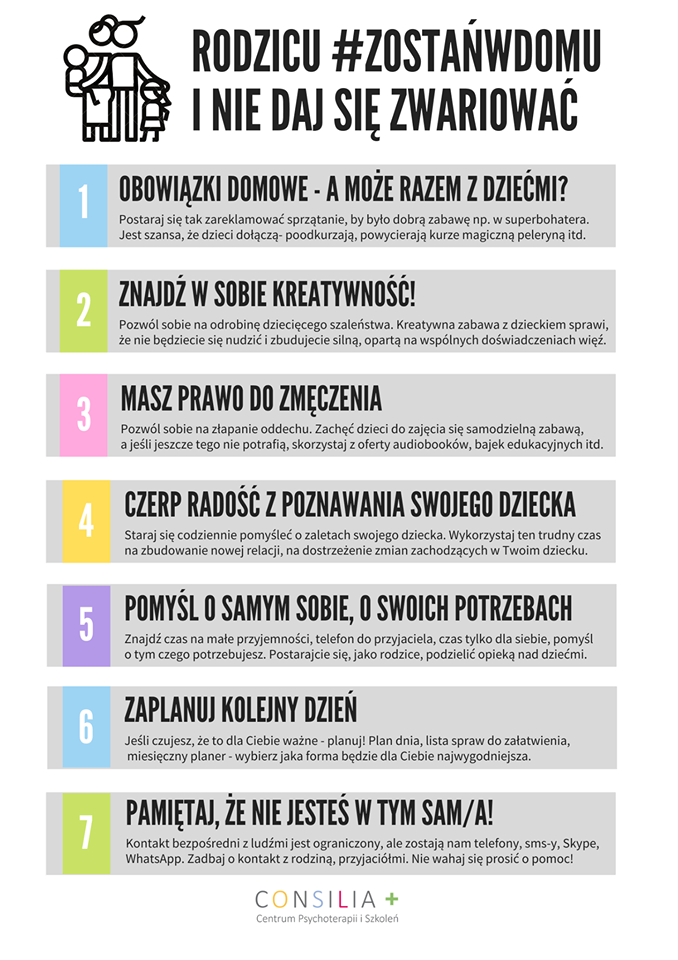 RODZICU #ZOSTAŃWDOMU
I NIE DAJ SIĘ ZWARIOWAĆ
1
OBOWIĄZKI DOMOWE - A MOŻE RAZEM Z DZIEĆMI?
Postaraj się tak zareklamować sprzątanie, by było dobrą zabawę np. w superbohatera.
Jest szansa, że dzieci dołączą- poodkurzają, powycierają kurze magiczną peleryną itd.
2
ZNAJDŹ W SOBIE KREATYWNOŚĆ!
Pozwól sobie na odrobinę dziecięcego szaleństwa. Kreatywna zabawa z dzieckiem sprawi,
że nie będziecie się nudzić i zbudujecie silną, opartą na wspólnych doświadczeniach więź.
3
MASZ PRAWO DO ZMĘCZENIA
Pozwól sobie na złapanie oddechu. Zachęć dzieci do zajęcia się samodzielną zabawą,
a jeśli jeszcze tego nie potrafią, skorzystaj z oferty audiobooków, bajek edukacyjnych itd.
4
CZERP RADOŚĆ Z POZNAWANIA SWOJEGO DZIECKA
Staraj się codziennie pomyśleć o zaletach swojego dziecka. Wykorzystaj ten trudny czas
na zbudowanie nowej relacji, na dostrzeżenie zmian zachodzących w Twoim dziecku.
5
POMYŚL O SAMYM SOBIE, O SWOICH POTRZEBACH
Znajdź czas na małe przyjemności, telefon do przyjaciela, czas tylko dla siebie, pomyśl
o tym czego potrzebujesz. Postarajcie się, jako rodzice, podzielić opieką nad dziećmi.
6
ZAPLANUJ KOLEJNY DZIEŃ
Jeśli czujesz, że to dla Ciebie ważne - planuj! Plan dnia, lista spraw do załatwienia,
miesięczny planer - wybierz jaka forma będzie dla Ciebie najwygodniejsza.
7
PAMIĘTAJ, ŻE NIE JESTEŚ W TYM SAM/A!
Kontakt bezpośredni z ludźmi jest ograniczony, ale zostają nam telefony, sms-y, Skype,
WhatsApp. Zadbaj o kontakt z rodziną, przyjaciółmi. Nie wahaj się prosić o pomoc!
CONSILIA +
Centrum Psychoterapii i Szkoleń